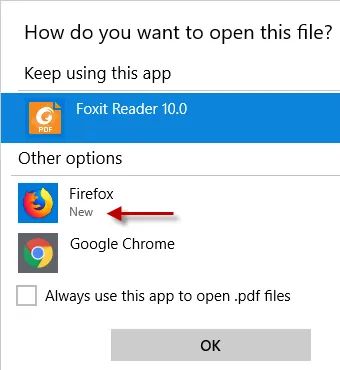 How do you want to open this file?
Keep using this app
PDF
Foxit Reader 10.0
Other options
Firefox
New
Google Chrome
Always use this app to open .pdf files
OK